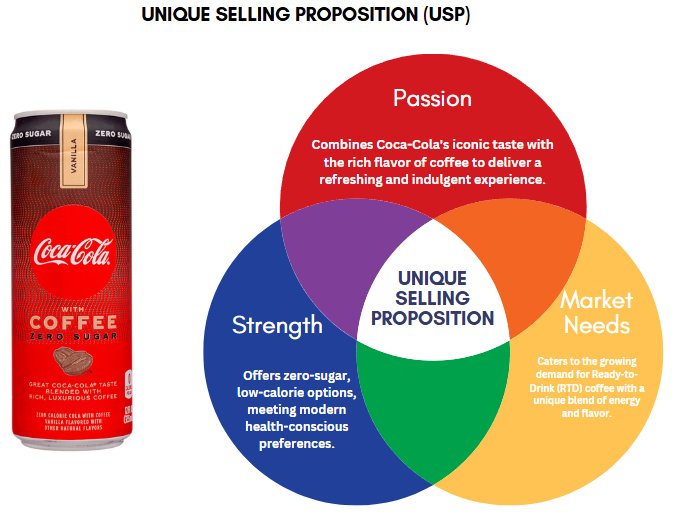 UNIQUE SELLING PROPOSITION (USP)
Passion
Combines Coca-Cola's iconic taste with
the rich flavor of coffee to deliver a
refreshing and indulgent experience.
UNIQUE
SELLING
PROPOSITION
Strength
Offers zero-sugar,
low-calorie options,
meeting modern
health-conscious
preferences.
Market
Needs
Caters to the growing
demand for Ready-to-
Drink (RTD) coffee with a
unique blend of energy
and flavor.
ZERO SUGAR
VANILLA
ZERO SUGA
Coca-Cola
WITH
COFFEE
ZERO SUGAR
GREAT COCA-COLA® TASTE
BLENDED WITH
RICH, LUXURIOUS COFFEE
ZERO CALORIE COLA WITH COFFEE
VANILLA FLAVORED WITH
OTHER NATURAL FLAVORS